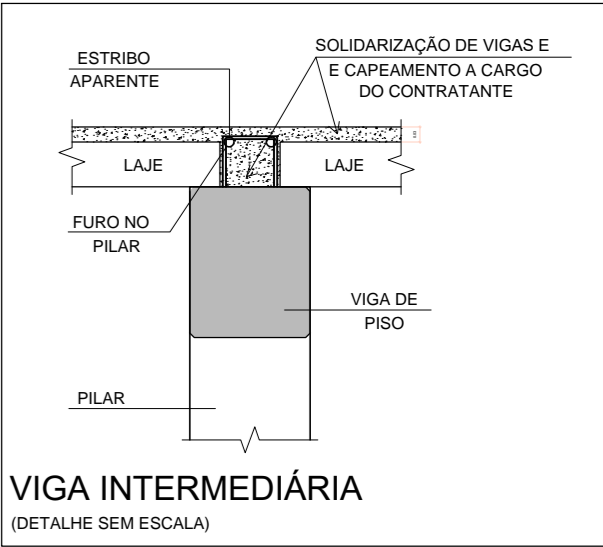 ESTRIBO
APARENTE
SOLIDARIZAÇÃO DE VIGAS E
E CAPEAMENTO A CARGO
DO CONTRATANTE
LAJE
LAJE
FURO NO
PILAR
VIGA DE
PISO
PILAR
VIGA INTERMEDIÁRIA
(DETALHE SEM ESCALA)